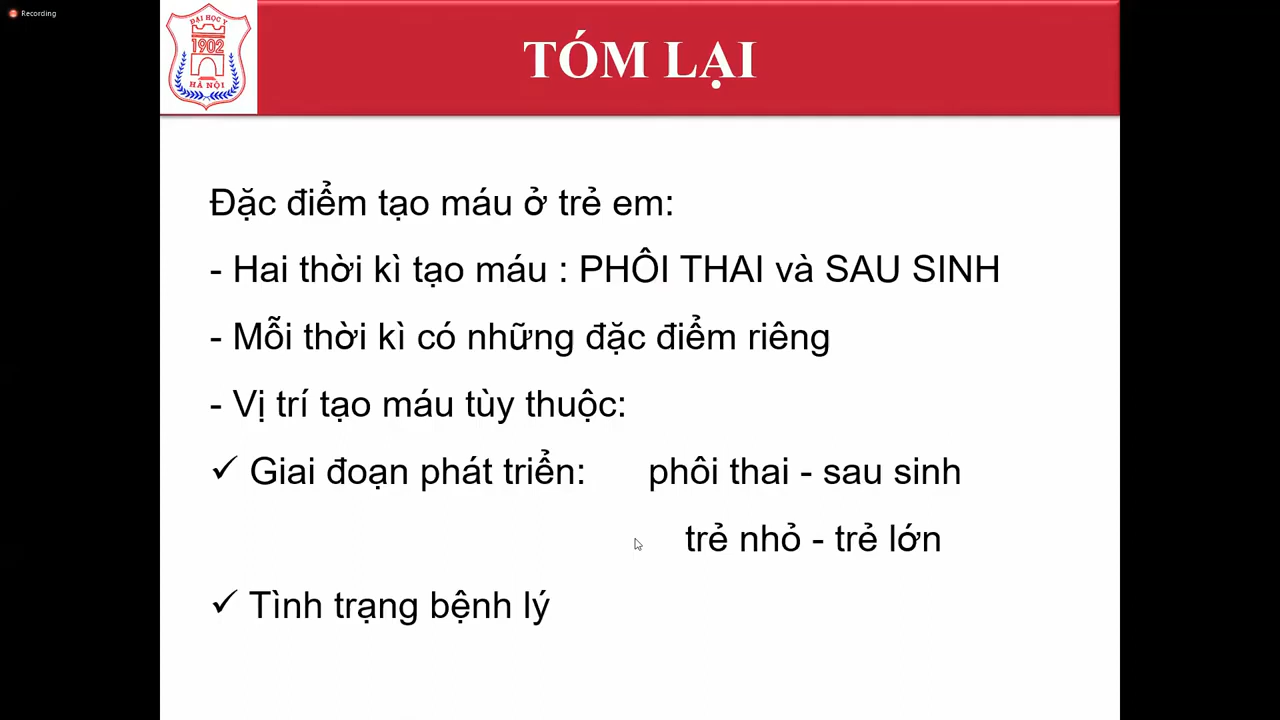 Recording
ĐẠI HỌC Y
1902
HÀ NỘI
TÓM LẠI
Đặc điểm tạo máu ở trẻ em:
- Hai thời kì tạo máu : PHÔI THAI và SAU SINH
- Mỗi thời kì có những đặc điểm riêng
- Vị trí tạo máu tùy thuộc:
✓ Giai đoạn phát triển: phôi thai - sau sinh
trẻ nhỏ - trẻ lớn
✓ Tình trạng bệnh lý